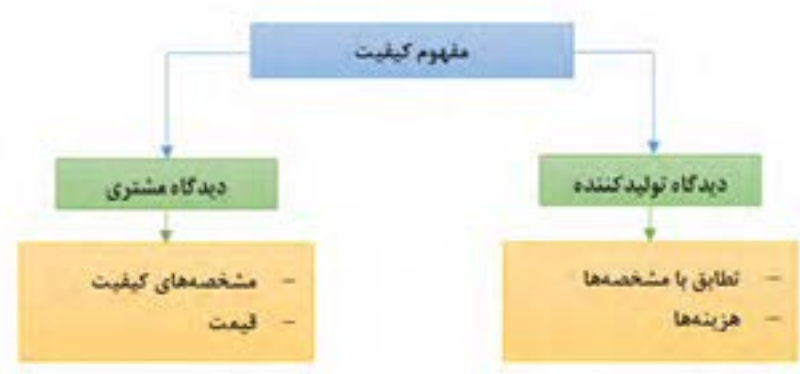 مفهوم کیفیت
دیدگاه تولیدکننده
دیدگاه مشتری
- تطابق با مشخصه‌ها
- هزینه‌ها
- مشخصه‌های کیفیت
- قیمت